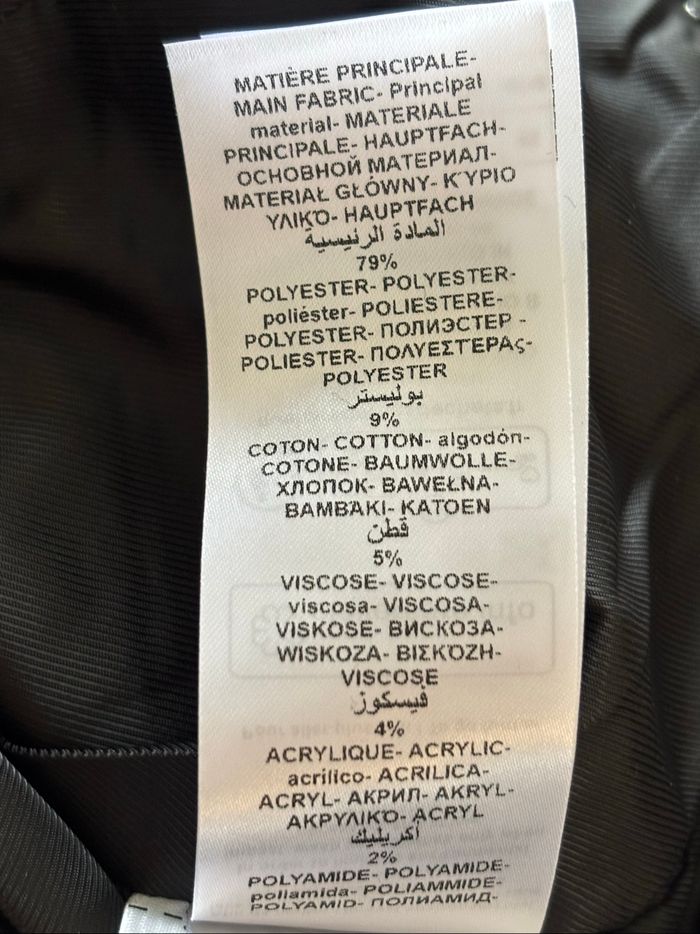 MATIÈRE PRINCIPALE-
MAIN FABRIC- Principal
material- MATERIALE
PRINCIPALE- HAUPTFACH-
ОСНОВНОЙ МАТЕРИАЛ-
MATERIAŁ GŁÓWNY- ΚΎΡΙΟ
ΥΛΙΚΌ- HAUPTFACH
المادة الرئيسية
79%
POLYESTER- POLYESTER-
poliéster- POLIESTERE-
POLYESTER- ПОЛИЭСТЕР -
POLIESTER- ΠΟΛΥΕΣΤΕΡΑς-
POLYESTER
بوليستر
9%
COTON- COTTON- algodón-
COTONE- BAUMWOLLE-
ХЛОПОК- BAWEŁNA-
ΒΑΜΒΆΚΙ- KATOEN
قطن
5%
VISCOSE- VISCOSE-
viscosa- VISCOSA-
VISKOSE- ВИСКОЗА-
WISKOZA- ΒΙΣΚΌΖΗ-
VISCOSE
فيسكوز
4%
ACRYLIQUE- ACRYLIC-
acrílico- ACRILICA-
ACRYL- АКРИЛ- AKRYL-
ΑΚΡΥΛΙΚΌ- ACRYL
أكريليك
2%
POLYAMIDE- POLYAMIDE-
poliamida- POLIAMMIDE-
POLYAMID- ПОЛИАМИД-